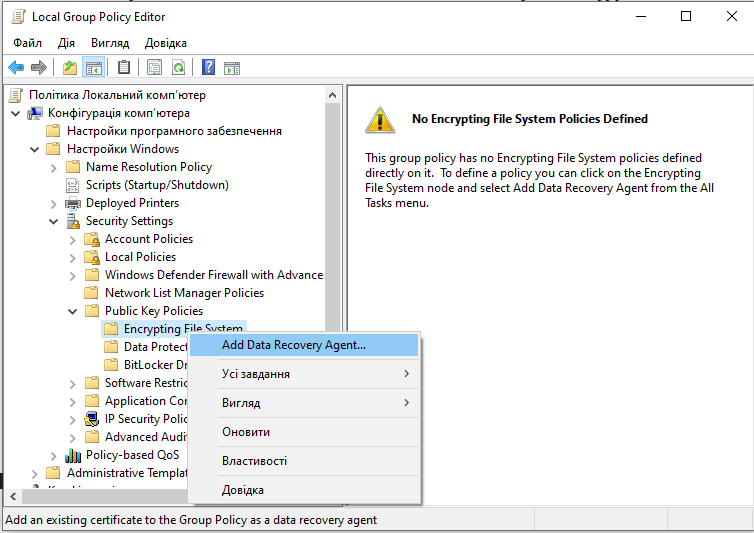 Local Group Policy Editor
Файл Дія Вигляд Довідка
Політика Локальний комп'ютер
Конфігурація комп'ютера
Настройки програмного забезпечення
Настройки Windows
Name Resolution Policy
Scripts (Startup/Shutdown)
Deployed Printers
Security Settings
Account Policies
Local Policies
Windows Defender Firewall with Advance
Network List Manager Policies
Public Key Policies
Encrypting File System
Data Protect
BitLocker Dr
Software Restric
Application Con
IP Security Polic
Advanced Audi
Policy-based QoS
Administrative Templat
Add Data Recovery Agent...
Усі завдання
Вигляд
Оновити
Властивості
Довідка
No Encrypting File System Policies Defined
This group policy has no Encrypting File System policies defined
directly on it. To define a policy you can click on the Encrypting
File System node and select Add Data Recovery Agent from the All
Tasks menu.
Add an existing certificate to the Group Policy as a data recovery agent